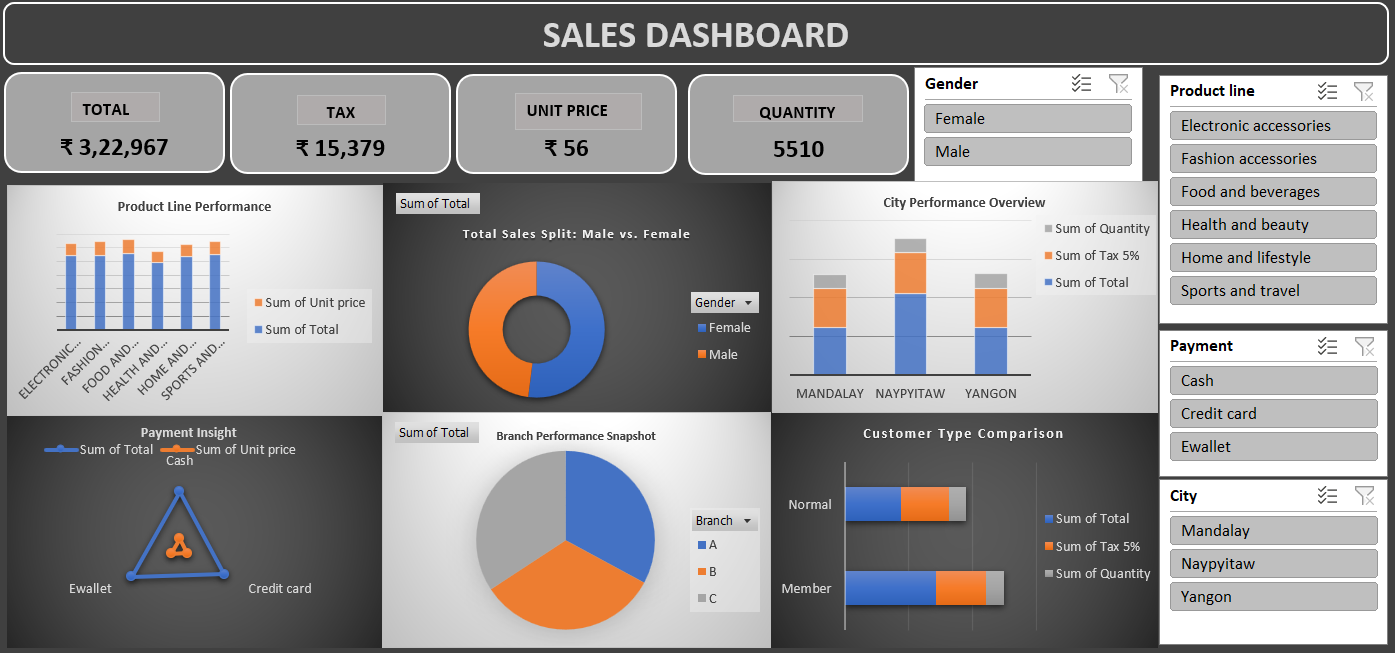 SALES DASHBOARD
TOTAL
₹ 3,22,967
TAX
₹ 15,379
UNIT PRICE
₹ 56
QUANTITY
5510
Gender
Female
Male
Product line
Electronic accessories
Fashion accessories
Food and beverages
Health and beauty
Home and lifestyle
Sports and travel
Product Line Performance
Sum of Unit price
Sum of Total
ELECTRONIC...
FASHION...
FOOD AND...
HEALTH AND...
HOME AND...
SPORTS AND...
Sum of Total
Total Sales Split: Male vs. Female
Gender
Female
Male
City Performance Overview
Sum of Quantity
Sum of Tax 5%
Sum of Total
MANDALAY
NAYPYITAW
YANGON
Payment
Cash
Credit card
Ewallet
Payment Insight
Sum of Total
Sum of Unit price
Cash
Ewallet
Credit card
Sum of Total
Branch Performance Snapshot
Branch
A
B
C
Customer Type Comparison
Normal
Member
Sum of Total
Sum of Tax 5%
Sum of Quantity
City
Mandalay
Naypyitaw
Yangon